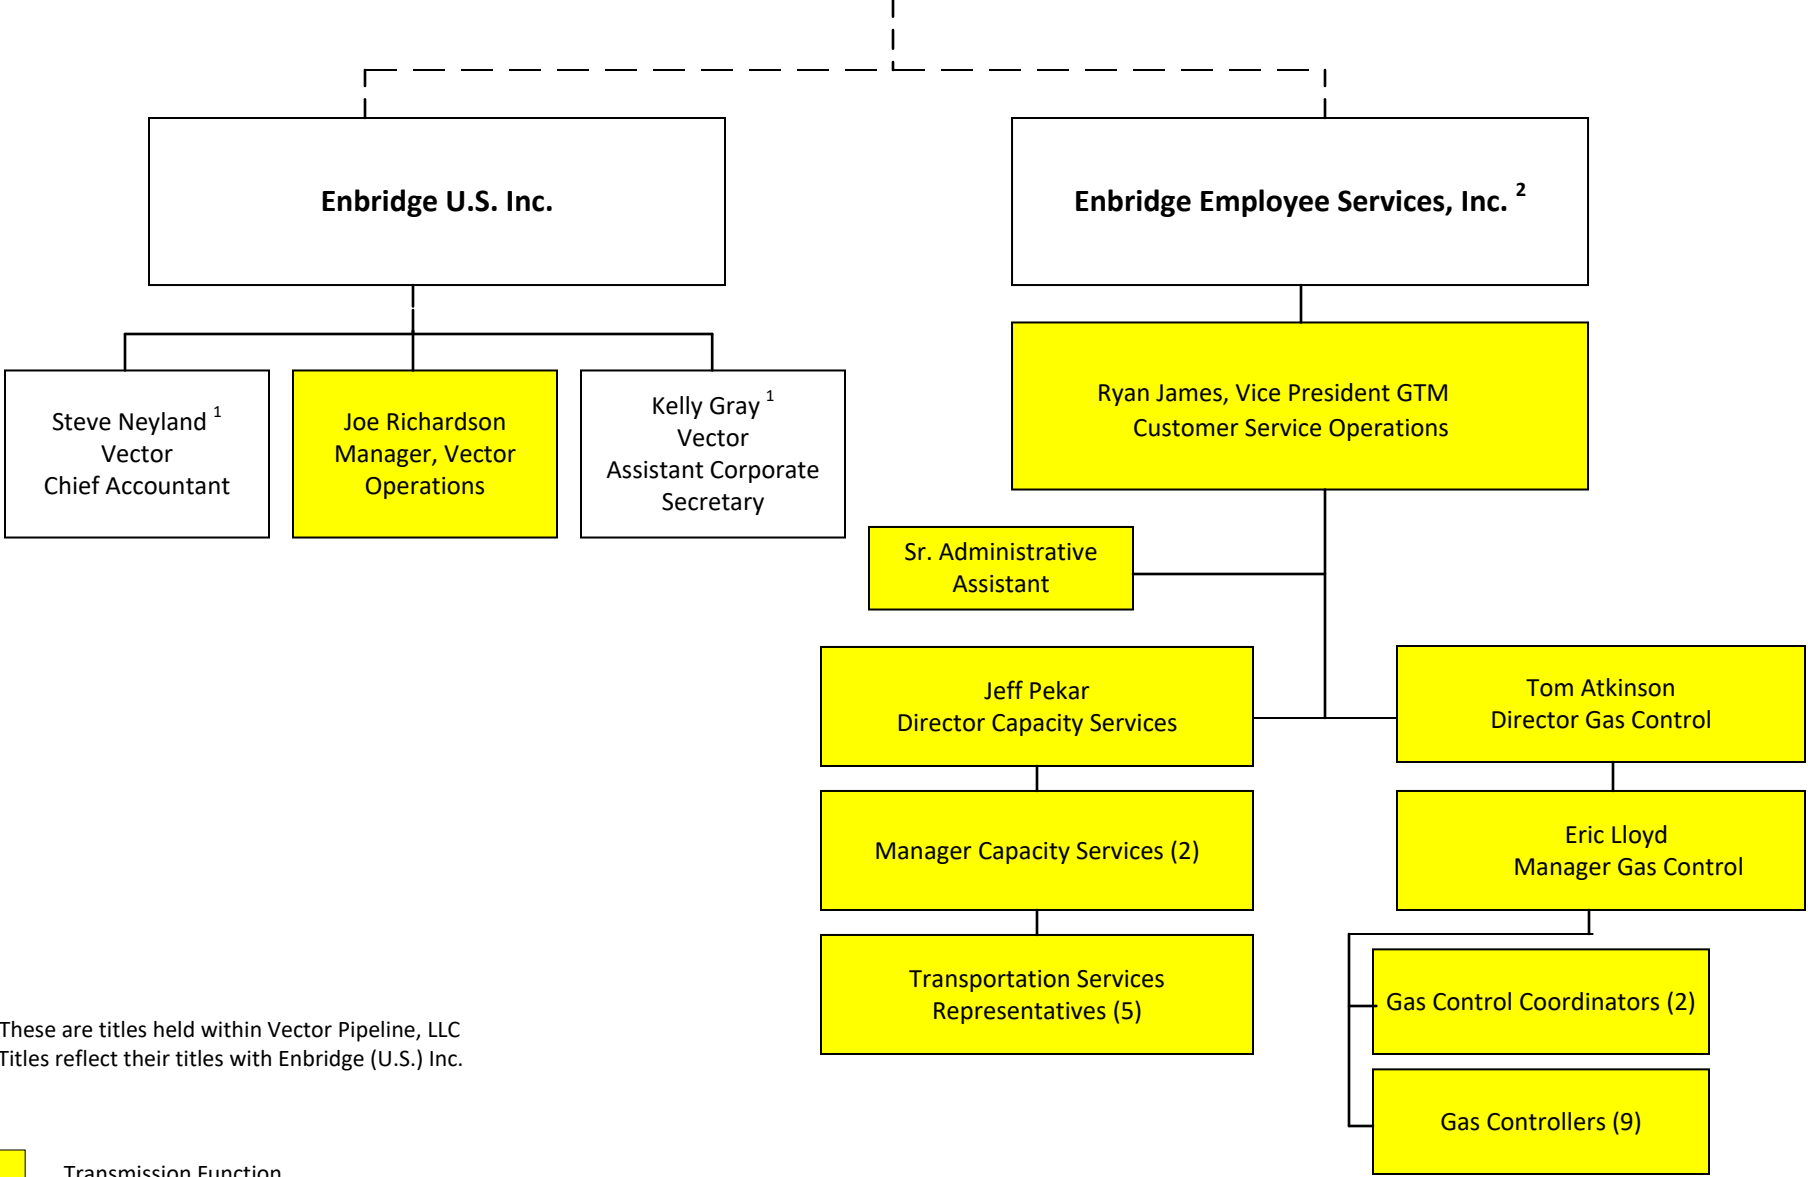 Enbridge U.S. Inc.
Enbridge Employee Services, Inc. 2
Steve Neyland 1
Vector
Chief Accountant
Joe Richardson
Manager, Vector
Operations
Kelly Gray 1
Vector
Assistant Corporate
Secretary
Ryan James, Vice President GTM
Customer Service Operations
Sr. Administrative
Assistant
Jeff Pekar
Director Capacity Services
Tom Atkinson
Director Gas Control
Manager Capacity Services (2)
Eric Lloyd
Manager Gas Control
Transportation Services
Representatives (5)
Gas Control Coordinators (2)
Gas Controllers (9)
These are titles held within Vector Pipeline, LLC
Titles reflect their titles with Enbridge (U.S.) Inc.
Transmission Function